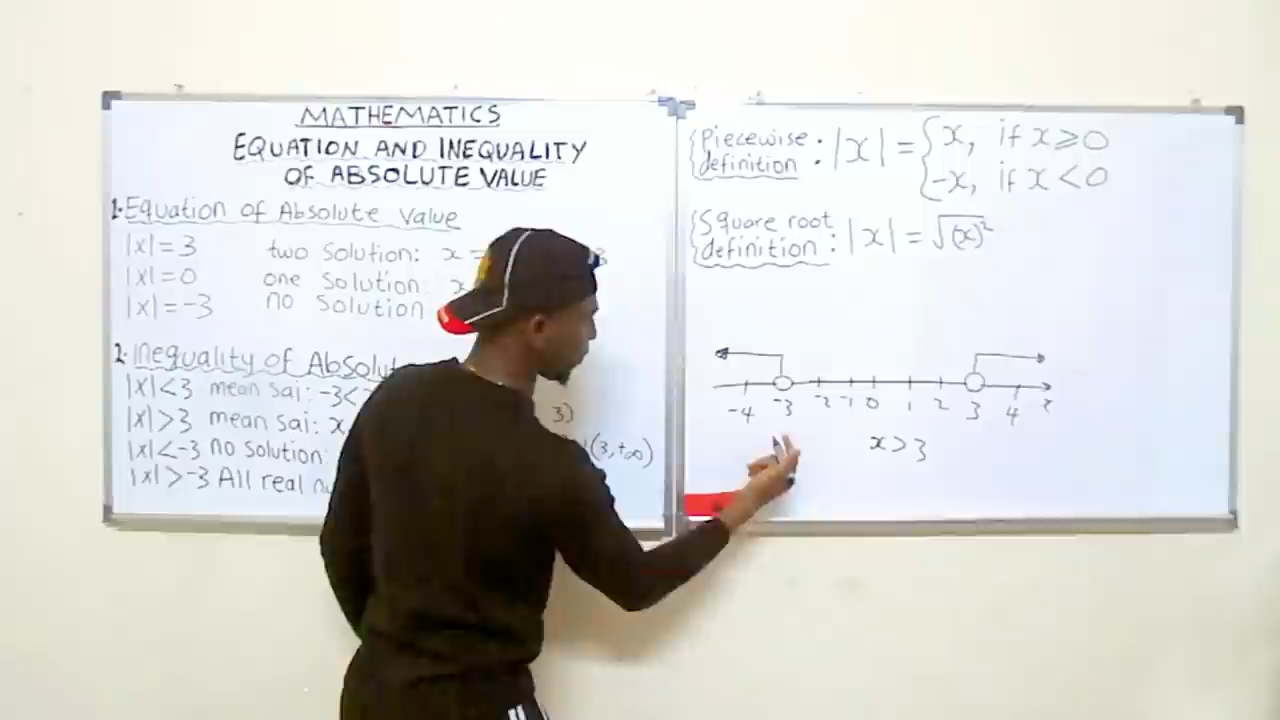 MATHEMATICS
EQUATION AND INEQUALITY
OF ABSOLUTE VALUE
1. Equation of Absolute Value
|x|=3 two solution: x = 3
|x|=0 one solution: x
|x|=-3 no solution
2. Inequality of Absolut
|x|<3 mean sai: -3< 3)
|x|>3 mean sai: x (3,+∞)
|x|<-3 no solution:
|x|>-3 All real
Piecewise definition: |x| = { x, if x ≥ 0
-x, if x < 0
Square root definition: |x| = √(x)²
-4 -3 -2 -1 0 1 2 3 4 x
x > 3